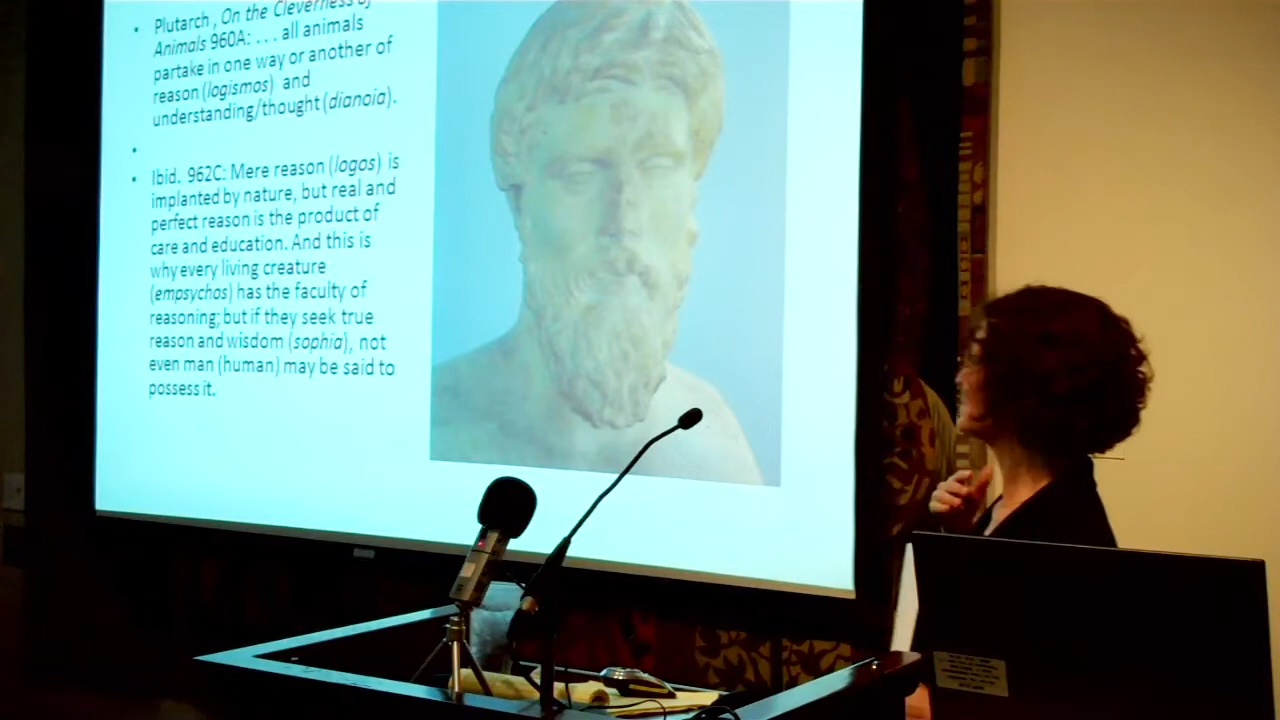 • Plutarch, On the Cleverness of
Animals 960A: . . . all animals
partake in one way or another of
reason (logismos) and
understanding/thought (dianoia).
•
• Ibid. 962C: Mere reason (logos) is
implanted by nature, but real and
perfect reason is the product of
care and education. And this is
why every living creature
(empsychos) has the faculty of
reasoning; but if they seek true
reason and wisdom (sophia), not
even man (human) may be said to
possess it.